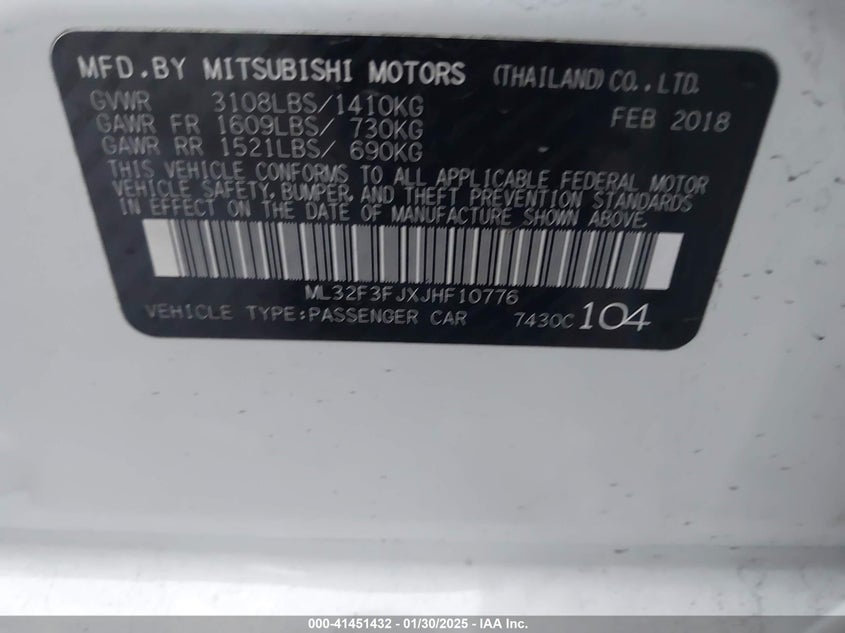 MFD.BY MITSUBISHI MOTORS (THAILAND)CO.,LTD.
GVWR 3108LBS/1410KG FEB 2018
GAWR FR 1609LBS/ 730KG
GAWR RR 1521LBS/ 690KG
THIS VEHICLE CONFORMS TO ALL APPLICABLE FEDERAL MOTOR
VEHICLE SAFETY, BUMPER, AND THEFT PREVENTION STANDARDS
IN EFFECT ON THE DATE OF MANUFACTURE SHOWN ABOVE.
ML32F3FJXJHF10776
VEHICLE TYPE:PASSENGER CAR 7430C 104
000-41451432 - 01/30/2025 - IAA Inc.